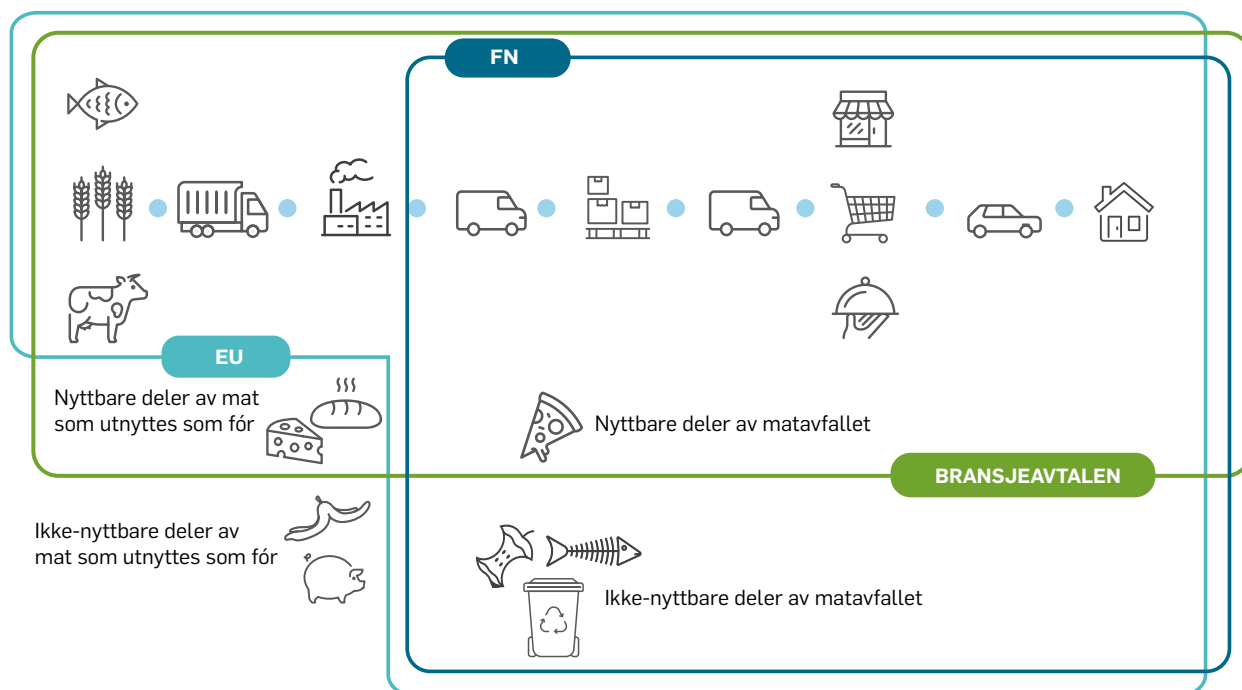 FN
EU
Nyttbare deler av mat
som utnyttes som fór
Nyttbare deler av matavfallet
BRANSJEAVTALEN
Ikke-nyttbare deler av
mat som utnyttes som fór
Ikke-nyttbare deler av matavfallet